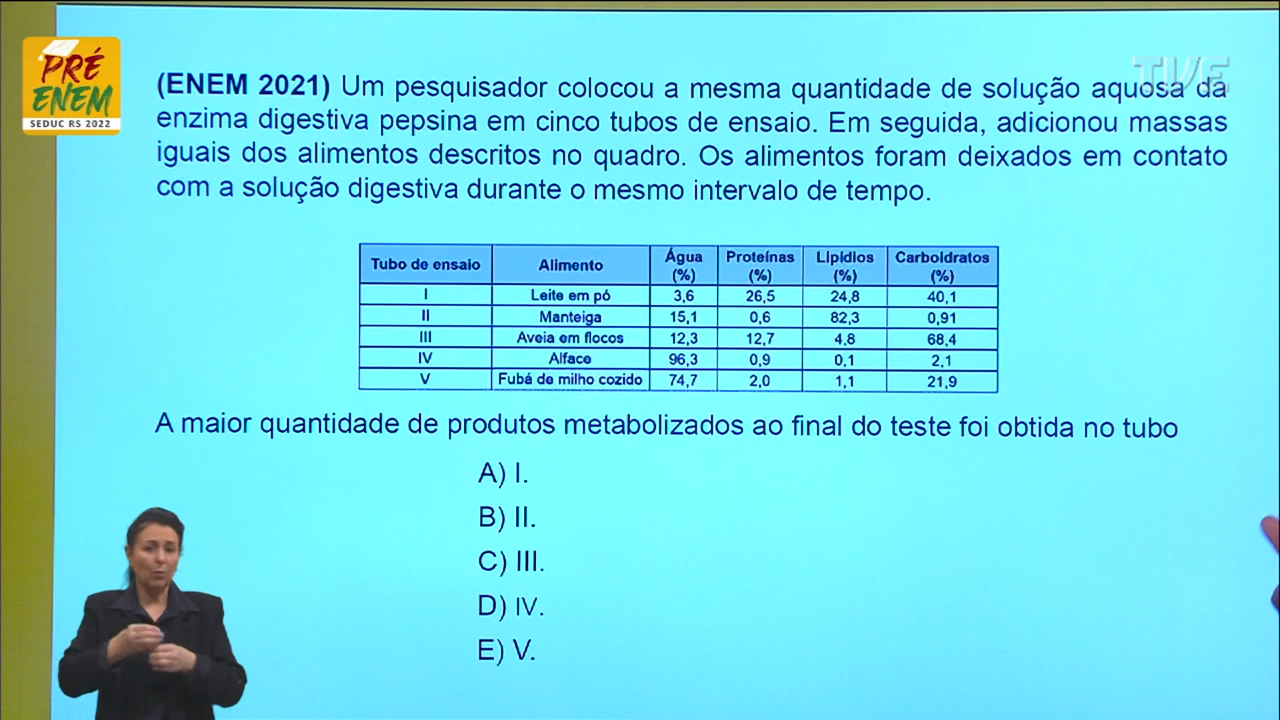 PRÉ
ENEM
SEDUC RS 2022
TVE
(ENEM 2021) Um pesquisador colocou a mesma quantidade de solução aquosa da
enzima digestiva pepsina em cinco tubos de ensaio. Em seguida, adicionou massas
iguais dos alimentos descritos no quadro. Os alimentos foram deixados em contato
com a solução digestiva durante o mesmo intervalo de tempo.
Tubo de ensaio Alimento Água (%) Proteínas (%) Lipídios (%) Carboidratos (%)
I Leite em pó 3,6 26,5 24,8 40,1
II Manteiga 15,1 0,6 82,3 0,91
III Aveia em flocos 12,3 12,7 4,8 68,4
IV Alface 96,3 0,9 0,1 2,1
V Fubá de milho cozido 74,7 2,0 1,1 21,9
A maior quantidade de produtos metabolizados ao final do teste foi obtida no tubo
A) I.
B) II.
C) III.
D) IV.
E) V.